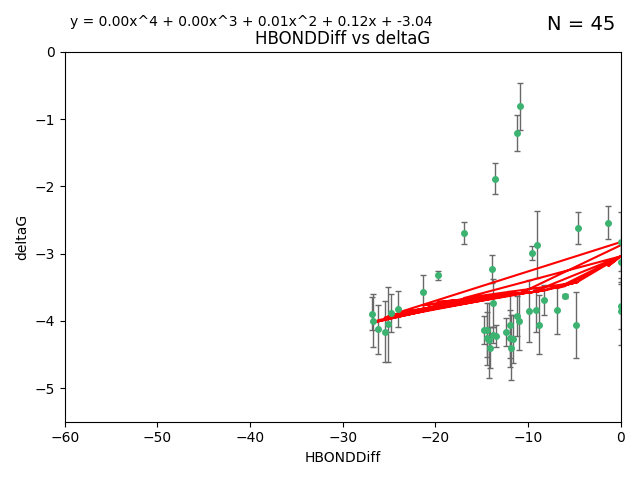 y = 0.00x^4 + 0.00x^3 + 0.01x^2 + 0.12x + -3.04
N = 45
HBONDDiff vs deltaG
0
−1
−2
−3
−4
−5
deltaG
−60
−50
−40
−30
−20
−10
0
HBONDDiff